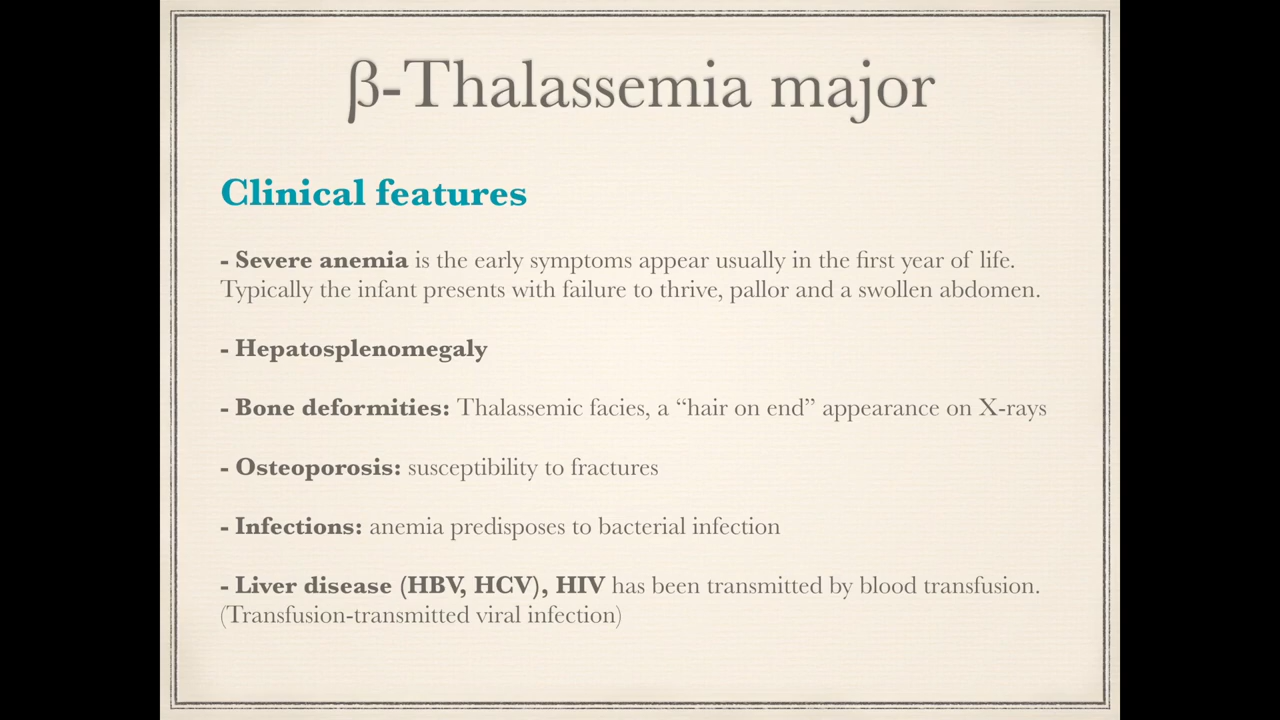 β-Thalassemia major
Clinical features
- Severe anemia is the early symptoms appear usually in the first year of life.
Typically the infant presents with failure to thrive, pallor and a swollen abdomen.
- Hepatosplenomegaly
- Bone deformities: Thalassemic facies, a “hair on end” appearance on X-rays
- Osteoporosis: susceptibility to fractures
- Infections: anemia predisposes to bacterial infection
- Liver disease (HBV, HCV), HIV has been transmitted by blood transfusion.
(Transfusion-transmitted viral infection)